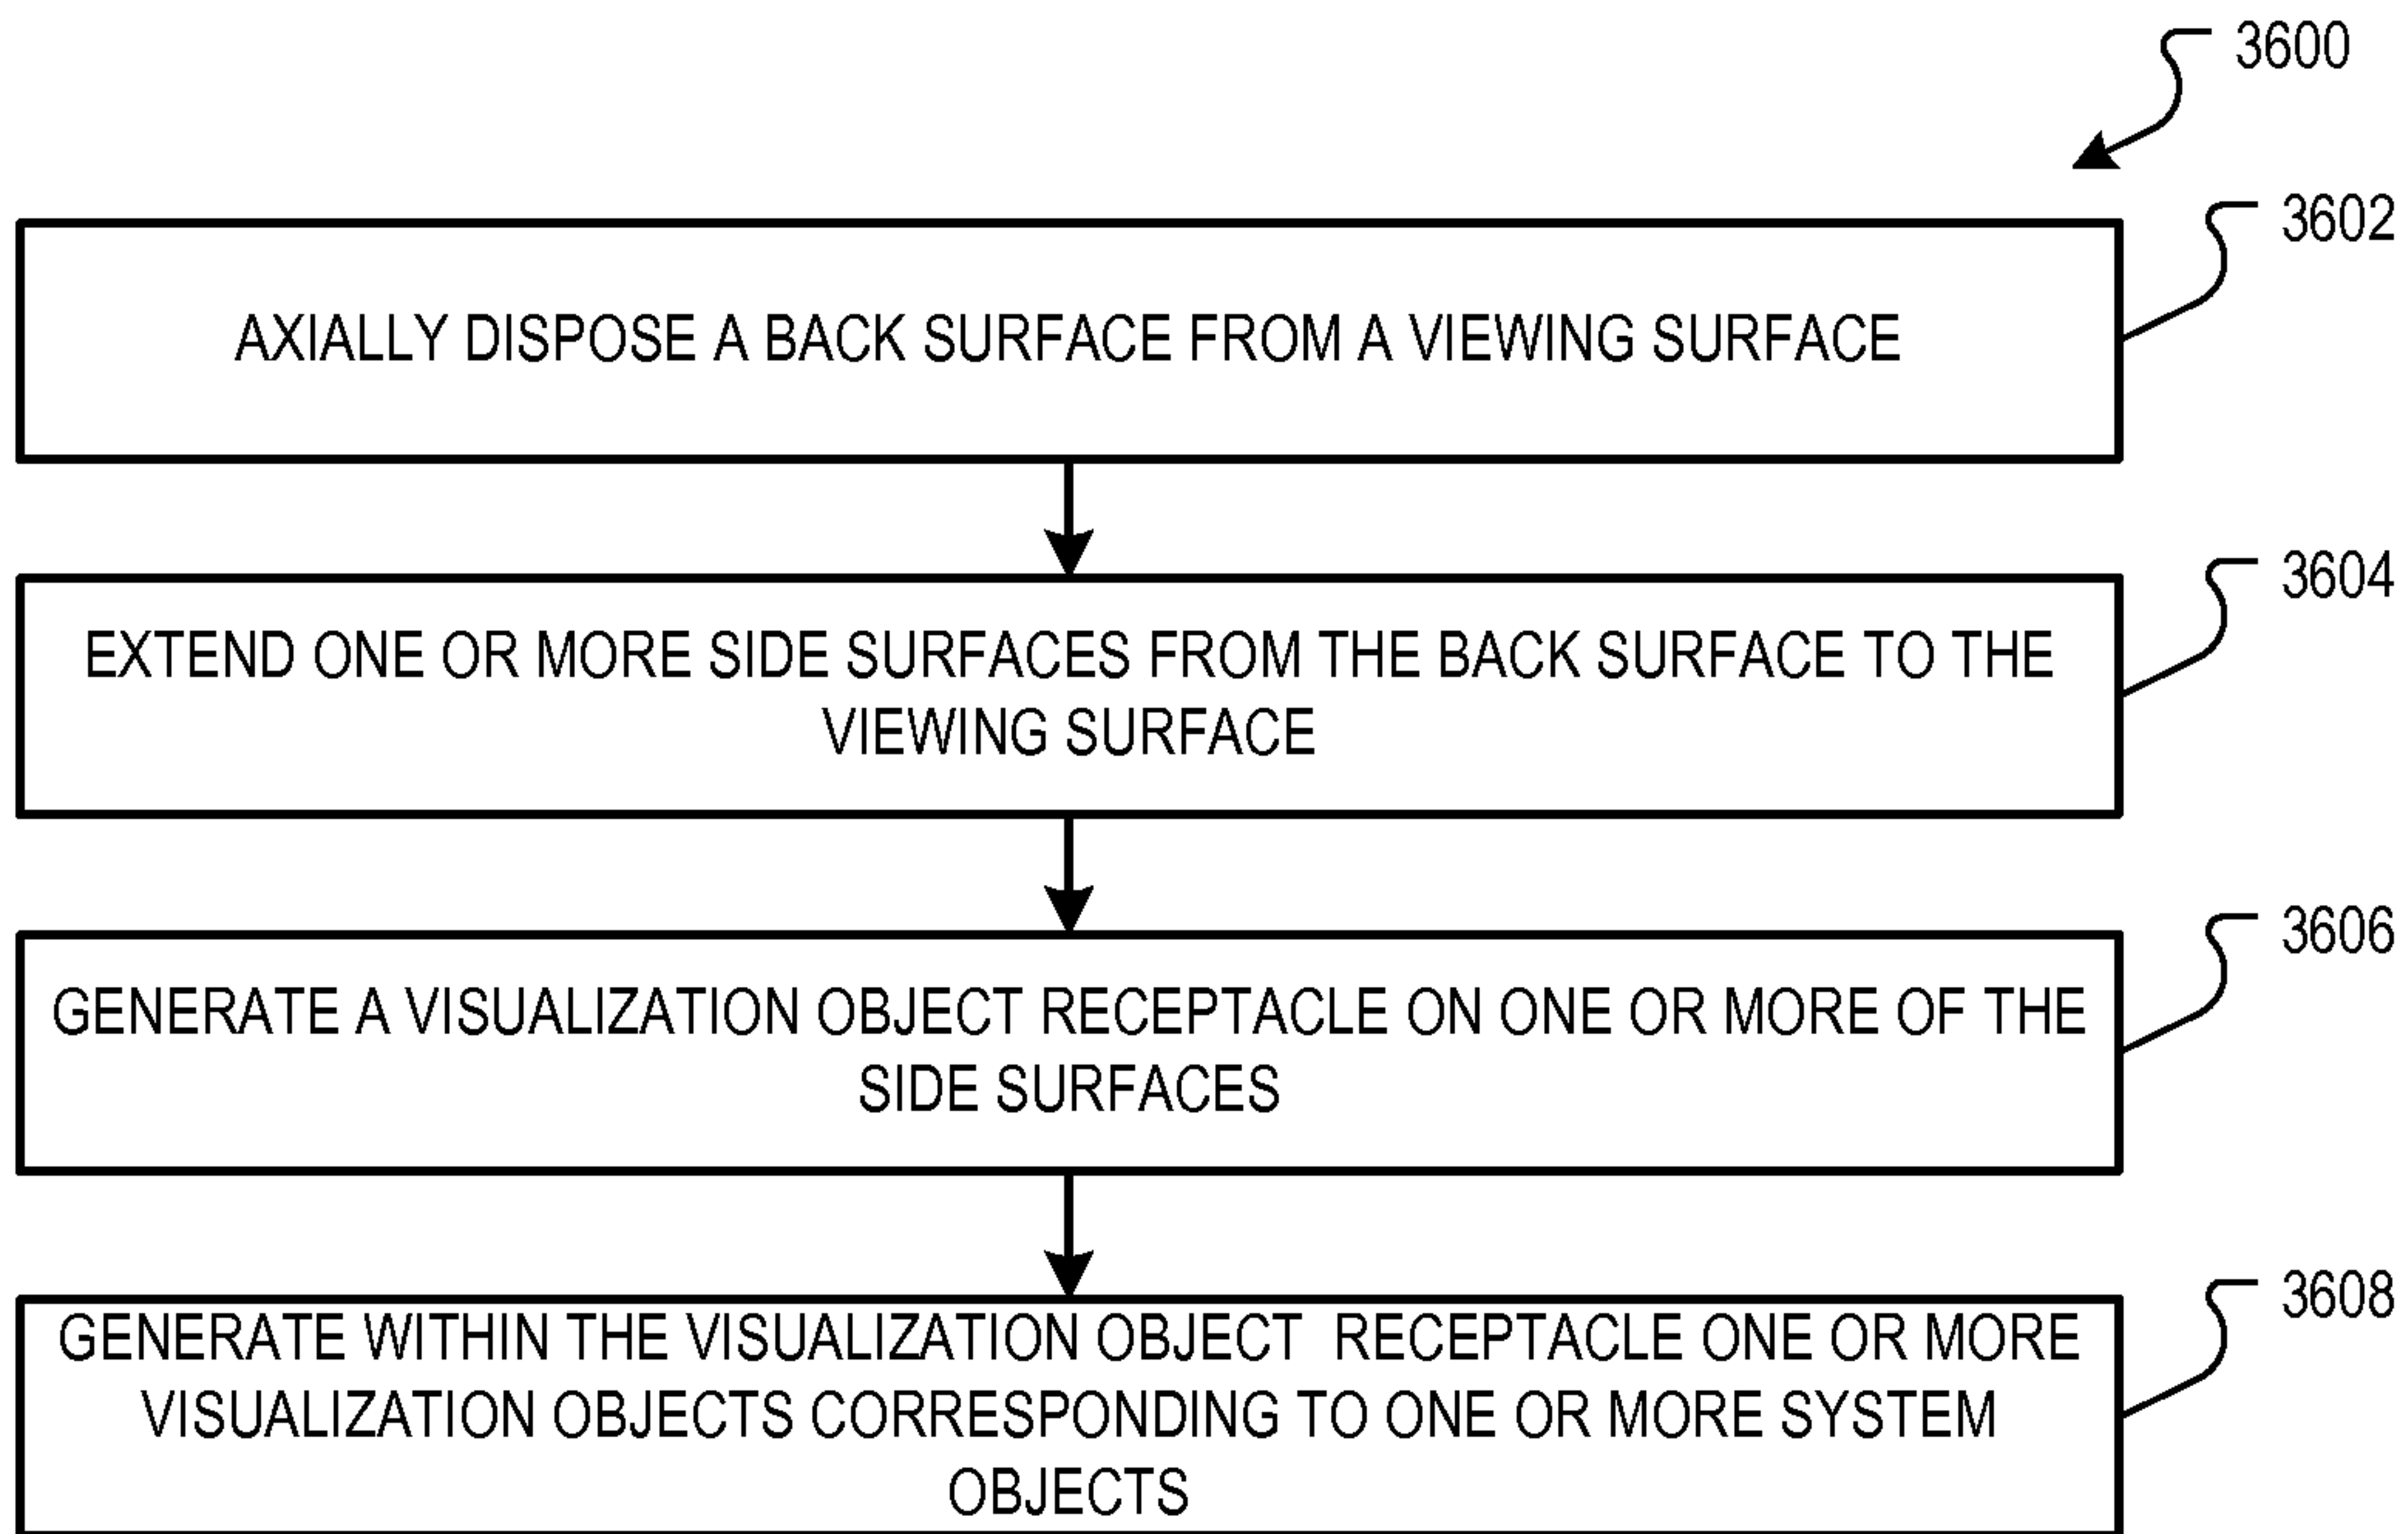 3600
3602
AXIALLY DISPOSE A BACK SURFACE FROM A VIEWING SURFACE
3604
EXTEND ONE OR MORE SIDE SURFACES FROM THE BACK SURFACE TO THE
VIEWING SURFACE
3606
GENERATE A VISUALIZATION OBJECT RECEPTACLE ON ONE OR MORE OF THE
SIDE SURFACES
3608
GENERATE WITHIN THE VISUALIZATION OBJECT RECEPTACLE ONE OR MORE
VISUALIZATION OBJECTS CORRESPONDING TO ONE OR MORE SYSTEM
OBJECTS